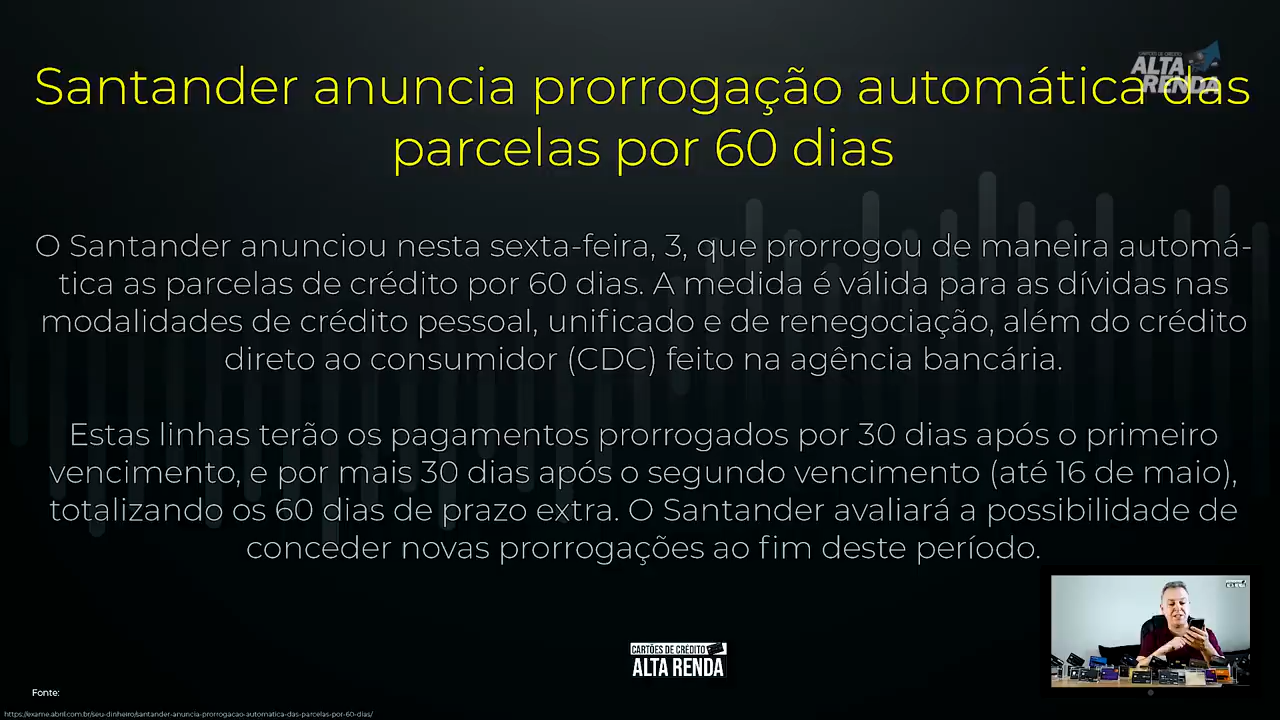 CARTÕES DE CRÉDITO
ALTA
RENDA
Santander anuncia prorrogação automática das
parcelas por 60 dias
O Santander anunciou nesta sexta-feira, 3, que prorrogou de maneira automá-
tica as parcelas de crédito por 60 dias. A medida é válida para as dívidas nas
modalidades de crédito pessoal, unificado e de renegociação, além do crédito
direto ao consumidor (CDC) feito na agência bancária.
Estas linhas terão os pagamentos prorrogados por 30 dias após o primeiro
vencimento, e por mais 30 dias após o segundo vencimento (até 16 de maio),
totalizando os 60 dias de prazo extra. O Santander avaliará a possibilidade de
conceder novas prorrogações ao fim deste período.
CARTÕES DE CRÉDITO
ALTA RENDA
Fonte:
https://exame.abril.com.br/seu-dinheiro/santander-anuncia-prorrogacao-automatica-das-parcelas-por-60-dias/